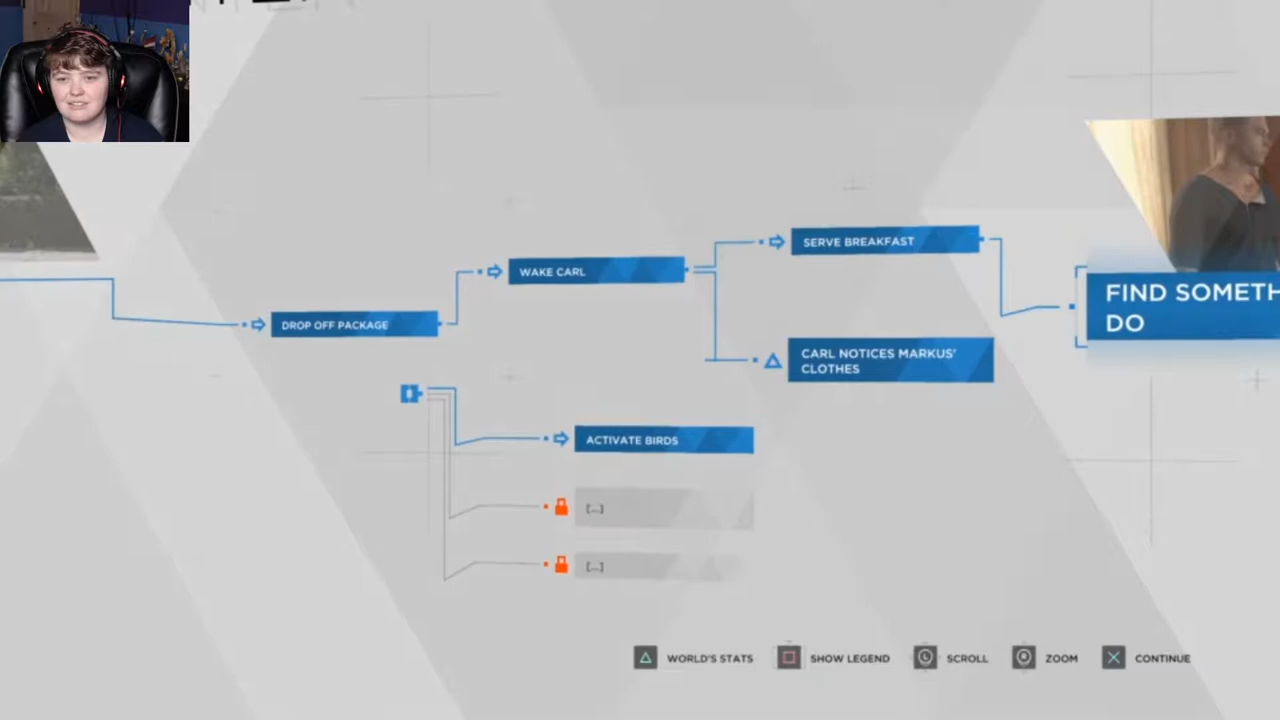 SERVE BREAKFAST
WAKE CARL
FIND SOMETH
DO
DROP OFF PACKAGE
CARL NOTICES MARKUS'
CLOTHES
ACTIVATE BIRDS
[...]
[...]
WORLD'S STATS
SHOW LEGEND
SCROLL
ZOOM
CONTINUE